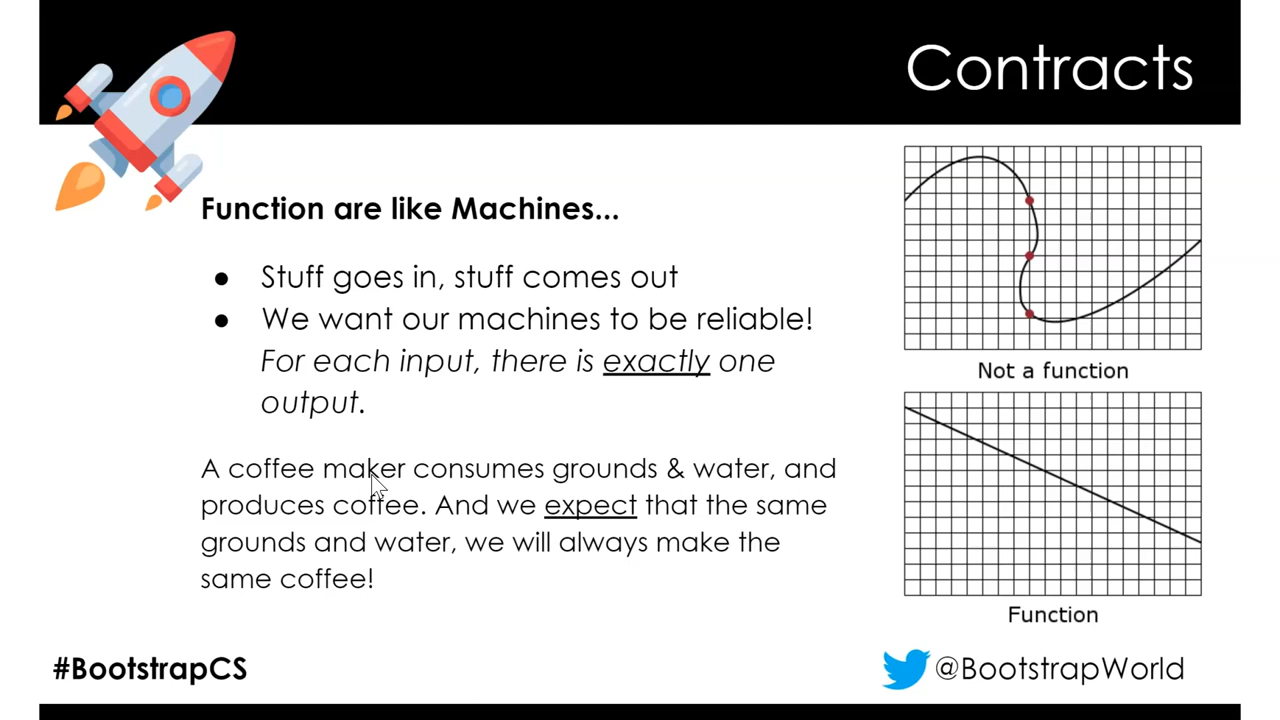 Contracts
Function are like Machines...
● Stuff goes in, stuff comes out
● We want our machines to be reliable!
For each input, there is exactly one
output.
A coffee maker consumes grounds & water, and
produces coffee. And we expect that the same
grounds and water, we will always make the
same coffee!
Not a function
Function
#BootstrapCS
@BootstrapWorld